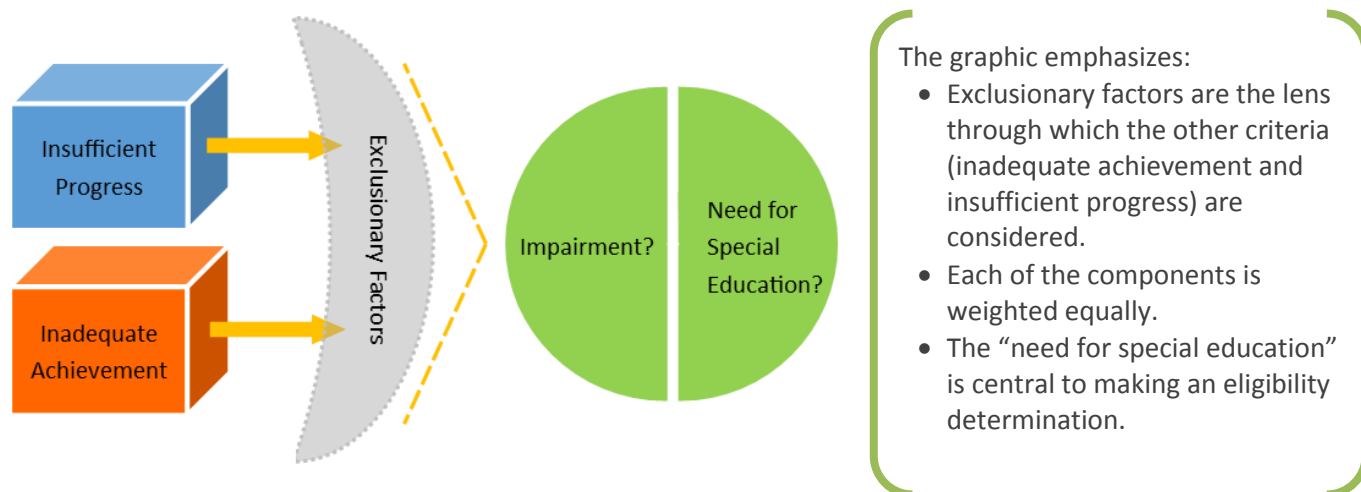 Insufficient
Progress
Inadequate
Achievement
Exclusionary Factors
Impairment?
Need for
Special
Education?
The graphic emphasizes:
• Exclusionary factors are the lens
through which the other criteria
(inadequate achievement and
insufficient progress) are
considered.
• Each of the components is
weighted equally.
• The “need for special education”
is central to making an eligibility
determination.